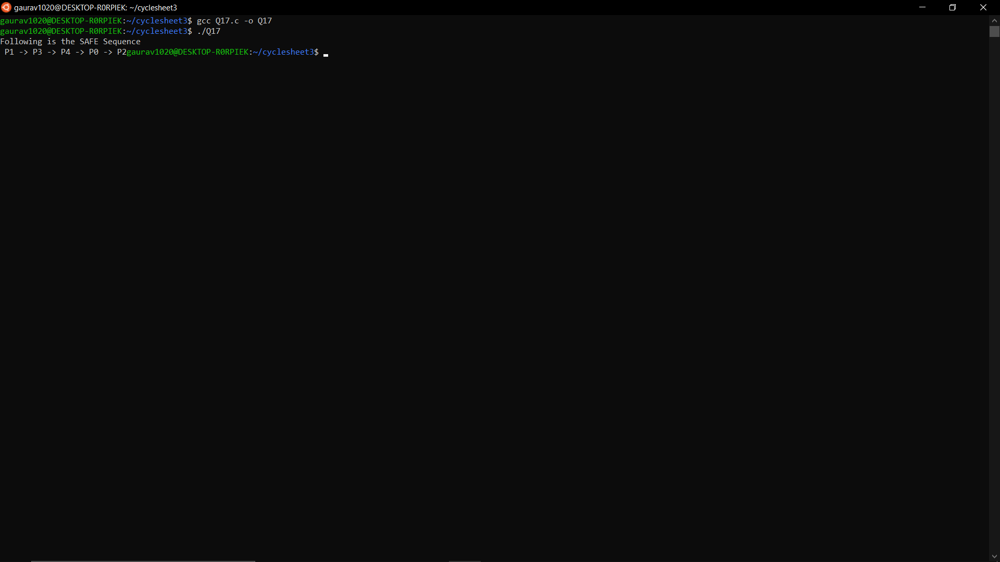 gaurav1020@DESKTOP-R0RPIEK: ~/cyclesheet3
gaurav1020@DESKTOP-R0RPIEK:~/cyclesheet3$ gcc Q17.c -o Q17
gaurav1020@DESKTOP-R0RPIEK:~/cyclesheet3$ ./Q17
Following is the SAFE Sequence
 P1 -> P3 -> P4 -> P0 -> P2gaurav1020@DESKTOP-R0RPIEK:~/cyclesheet3$